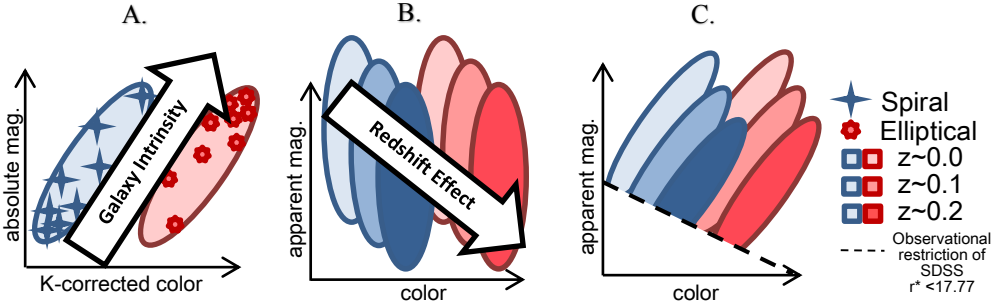 A.
B.
C.
absolute mag.
Galaxy Intrinsity
K-corrected color
apparent mag.
Redshift Effect
color
apparent mag.
color
Spiral
Elliptical
z~0.0
z~0.1
z~0.2
Observational
restriction of
SDSS
r* <17.77